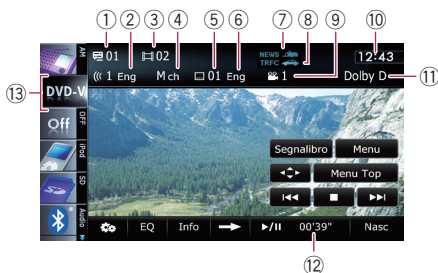 ① ② ③ ④ ⑤ ⑥ ⑦ ⑧ ⑨ ⑩
01 02 NEWS 12:43
TRFC
1 Eng M ch 01 Eng 1 Dolby D ⑪
⑬ AM
DVD-V
Off OFF
iPod
SD
Audio
Segnalibro Menu
Menu Top
EQ Info 00'39" Nasc
⑫